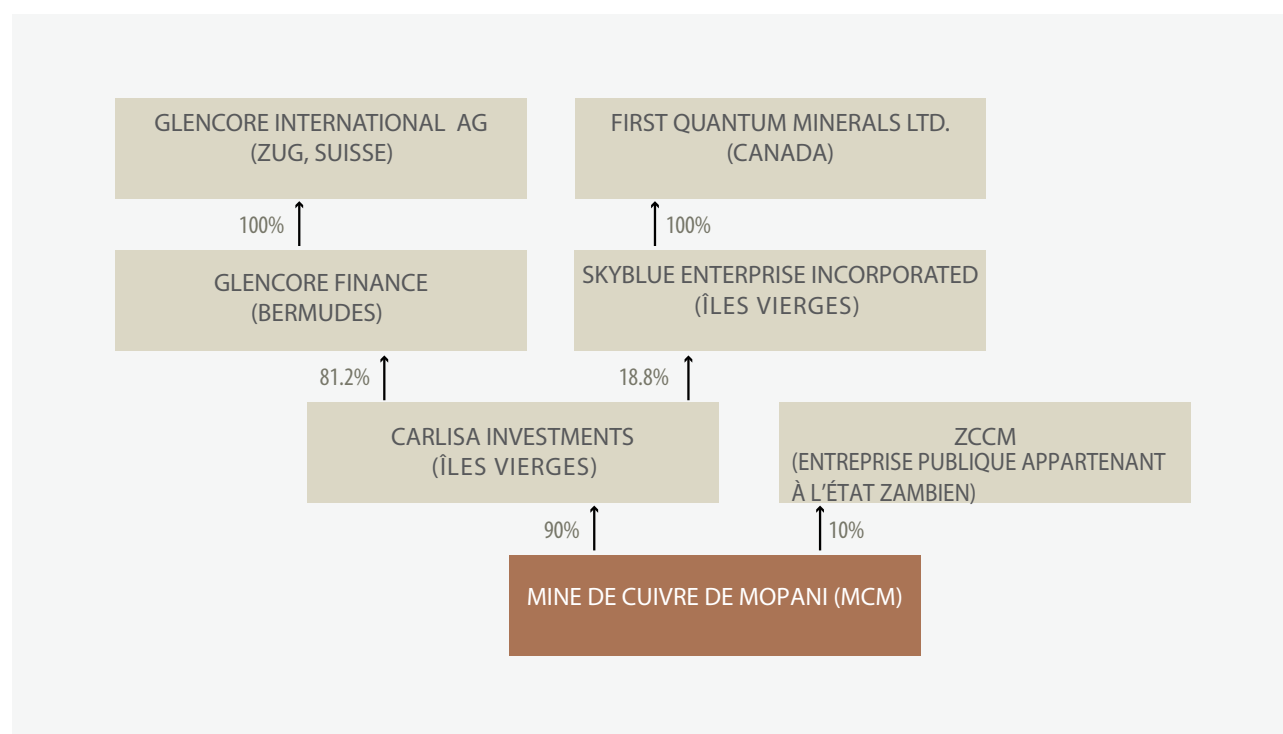 GLENCORE INTERNATIONAL AG
(ZUG, SUISSE)
FIRST QUANTUM MINERALS LTD.
(CANADA)
100%
100%
GLENCORE FINANCE
(BERMUDES)
SKYBLUE ENTERPRISE INCORPORATED
(ÎLES VIERGES)
81.2%
18.8%
CARLISA INVESTMENTS
(ÎLES VIERGES)
ZCCM
(ENTREPRISE PUBLIQUE APPARTENANT
À L’ÉTAT ZAMBIEN)
90%
10%
MINE DE CUIVRE DE MOPANI (MCM)